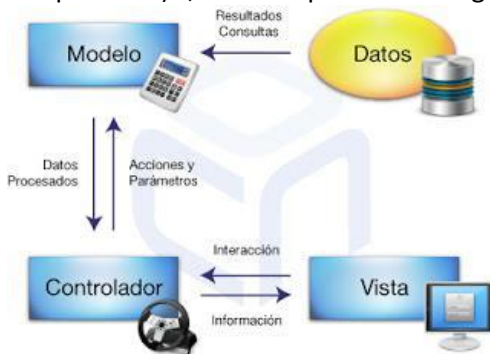 Resultados
Consultas
Modelo
Datos
Datos
Procesados
Acciones y
Parámetros
Interacción
Controlador
Vista
Información